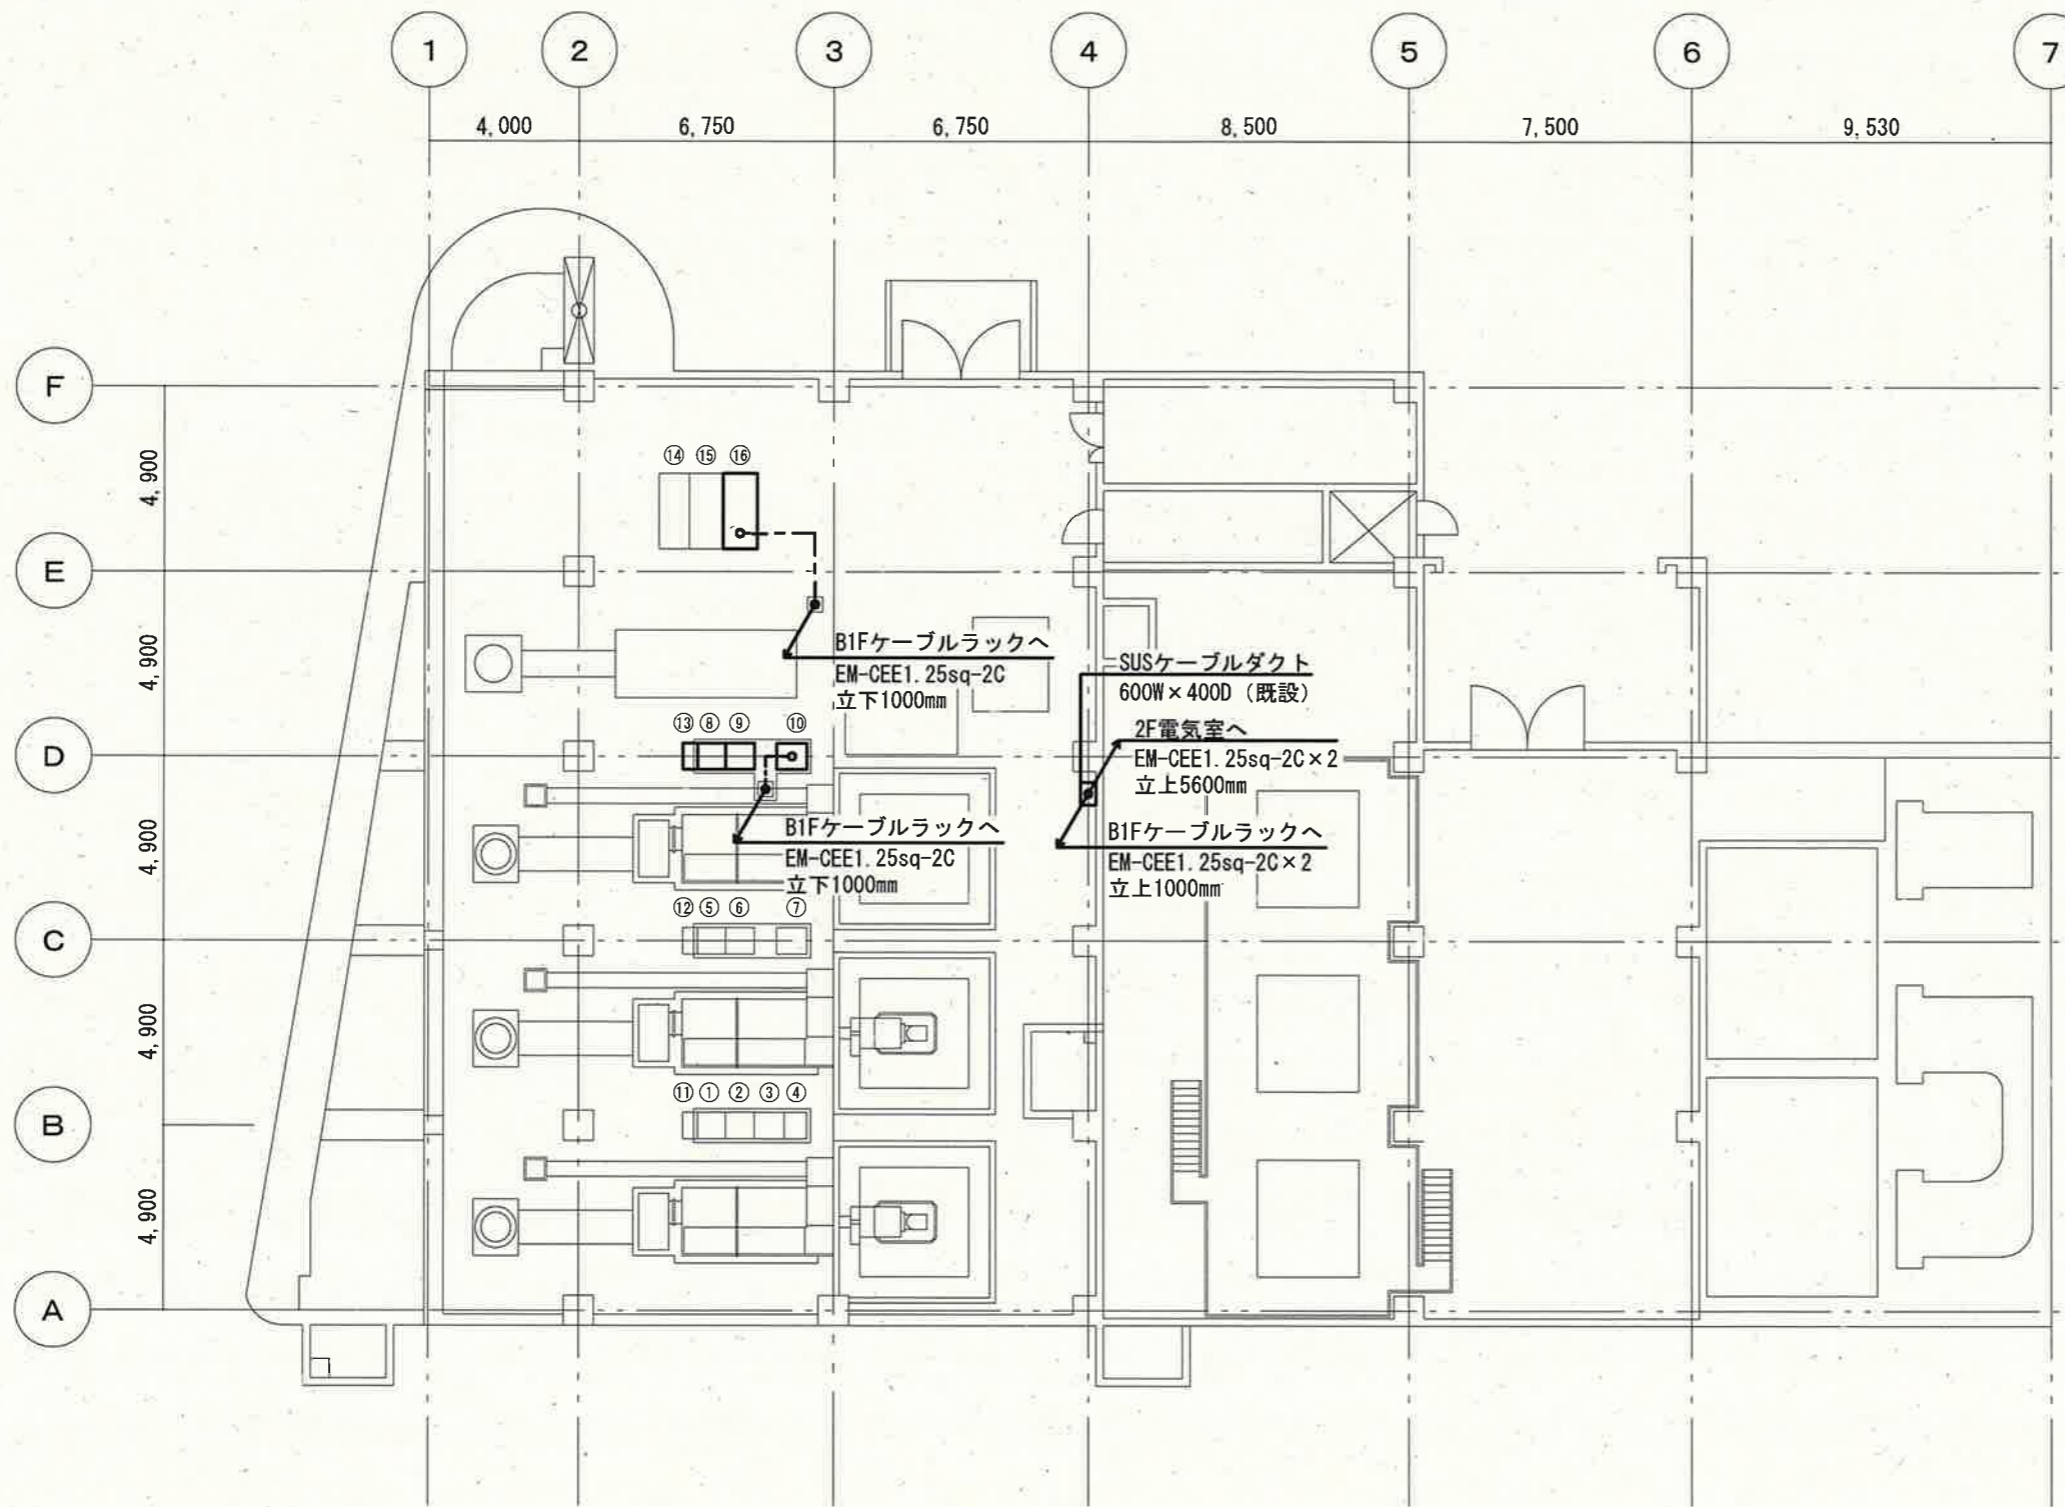 1 2 3 4 5 6 7
4,000 6,750 6,750 8,500 7,500 9,530
F
4,900
⑭ ⑮ ⑯
E
4,900
B1Fケーブルラックへ
EM-CEE1.25sq-2C
立下1000mm
SUSケーブルダクト
600W×400D（既設）
⑬ ⑧ ⑨ ⑩
2F電気室へ
EM-CEE1.25sq-2C×2
立上5600mm
D
4,900
B1Fケーブルラックへ
EM-CEE1.25sq-2C
立下1000mm
B1Fケーブルラックへ
EM-CEE1.25sq-2C×2
立上1000mm
⑫ ⑤ ⑥ ⑦
C
4,900
⑪ ① ② ③ ④
B
4,900
A